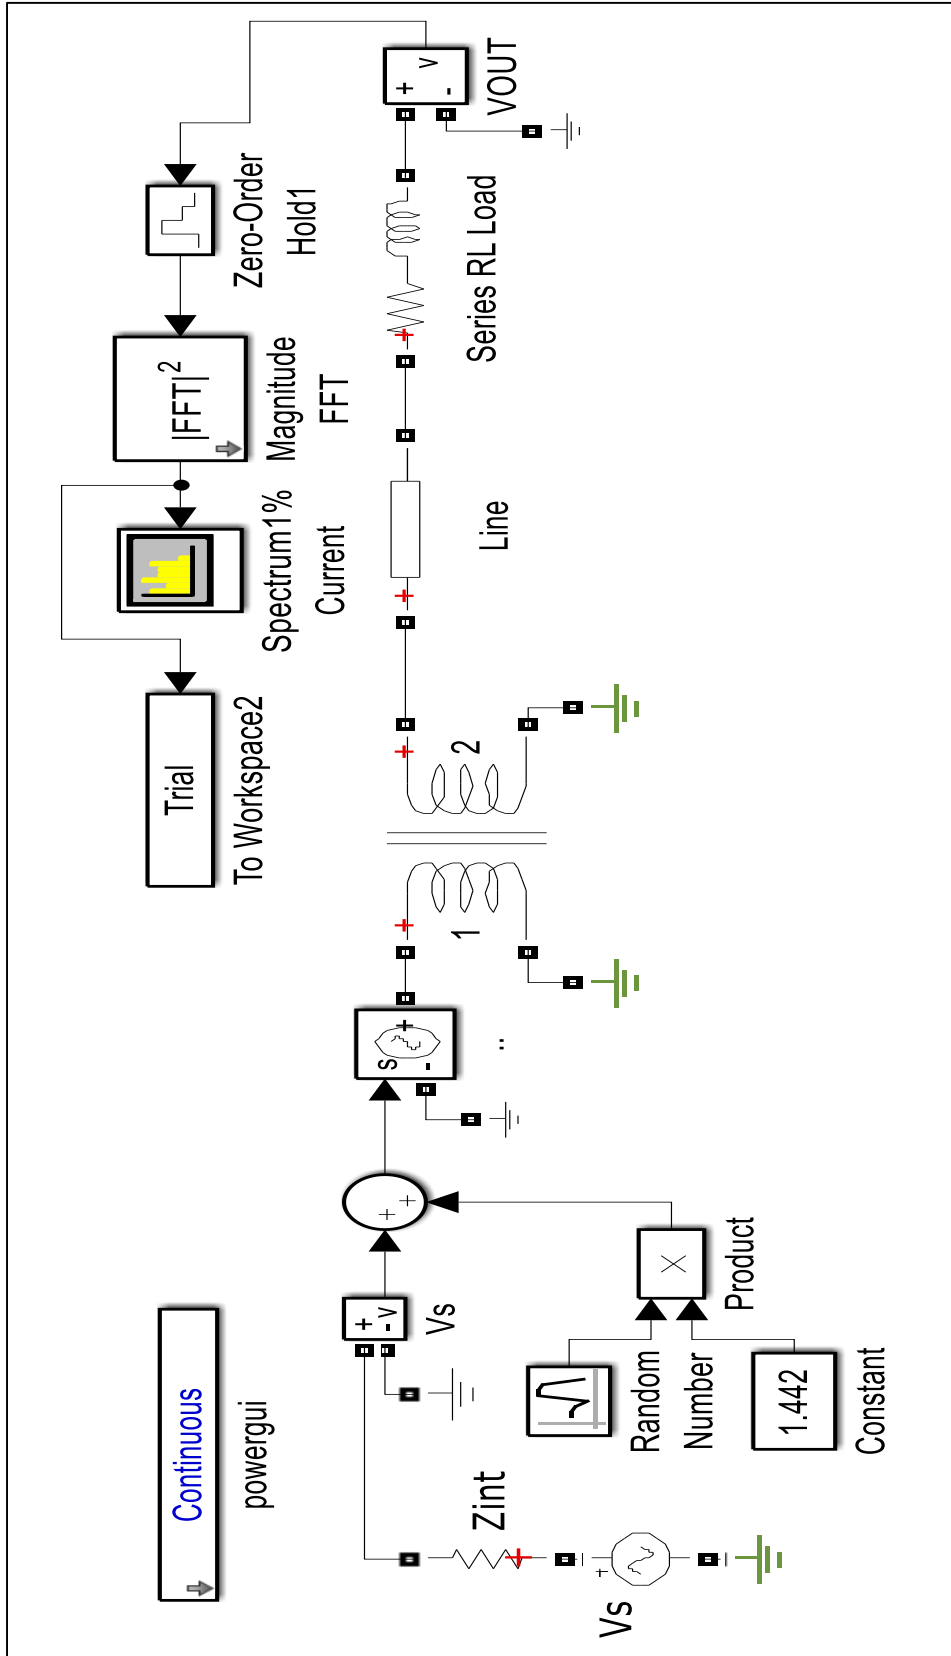 Continuous
powergui
Trial
To Workspace2
Spectrum1%
Current
|FFT|²
Magnitude
FFT
Zero-Order
Hold1
Vs
Zint
+
-
v
Vs
+
+
s
-
+
"
1
+
2
+
+
Line
+
Series RL Load
+
-
v
VOUT
Random
Number
1.442
Constant
X
Product